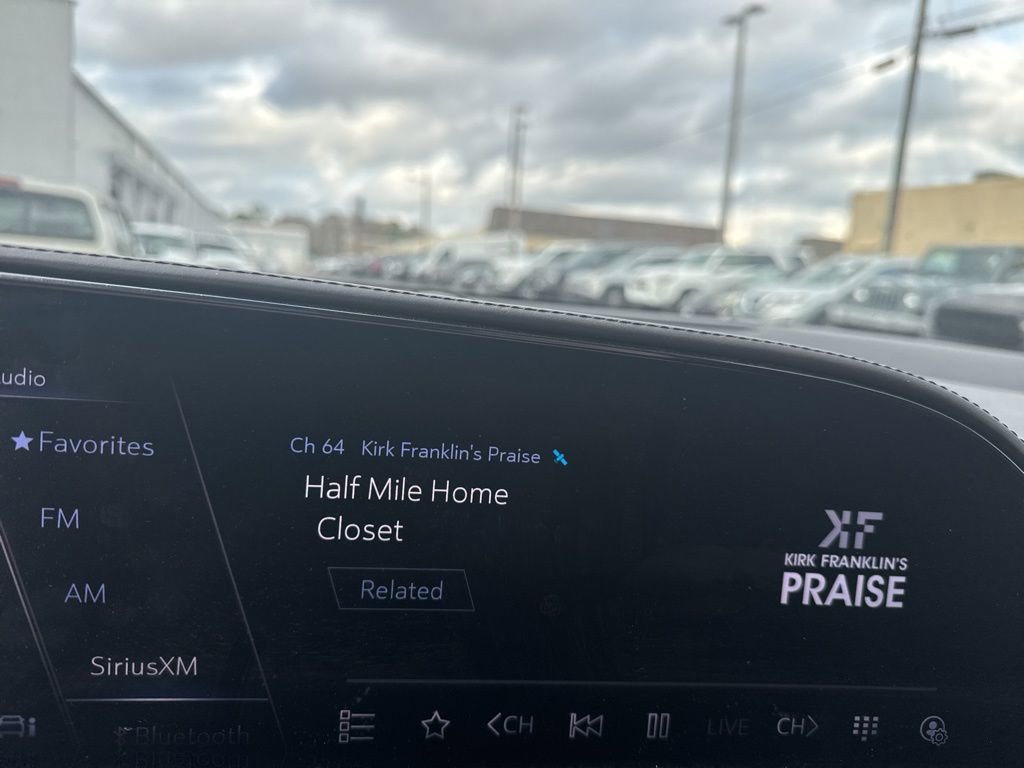 udio
Favorites
FM
AM
SiriusXM
Bluetooth
Ch 64 Kirk Franklin's Praise
Half Mile Home
Closet
Related
KF
KIRK FRANKLIN'S
PRAISE
CH LIVE CH